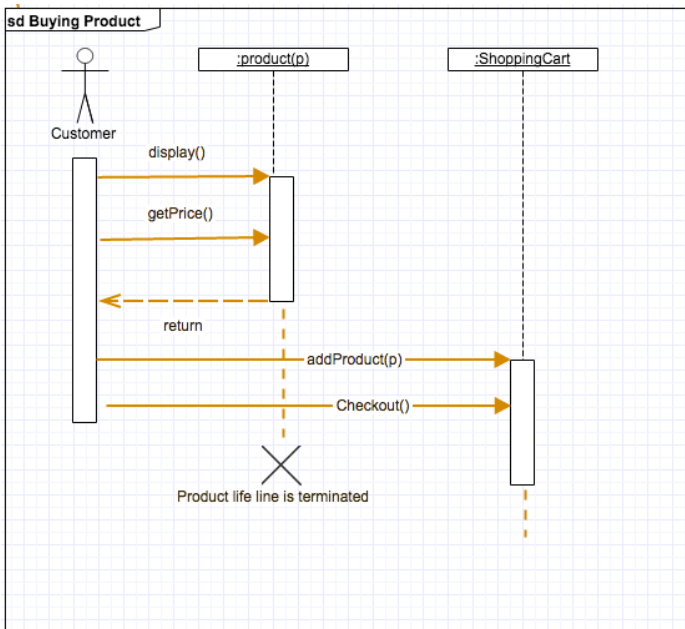 sd Buying Product
:product(p)
:ShoppingCart
Customer
display()
getPrice()
return
addProduct(p)
Checkout()
Product life line is terminated